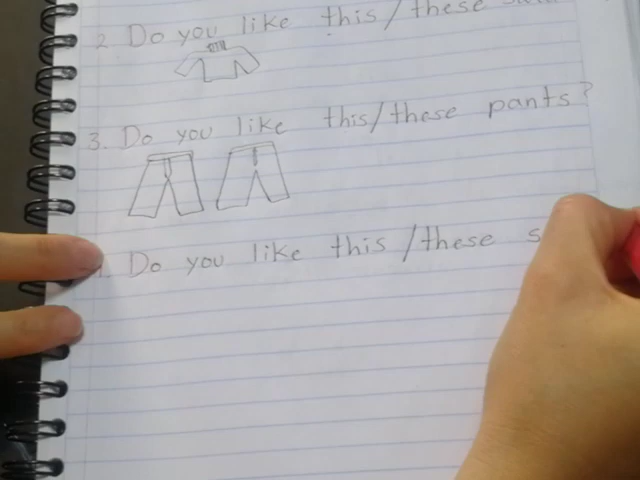 2. Do you like this/these
3. Do you like this/these pants?
Do you like this/these s